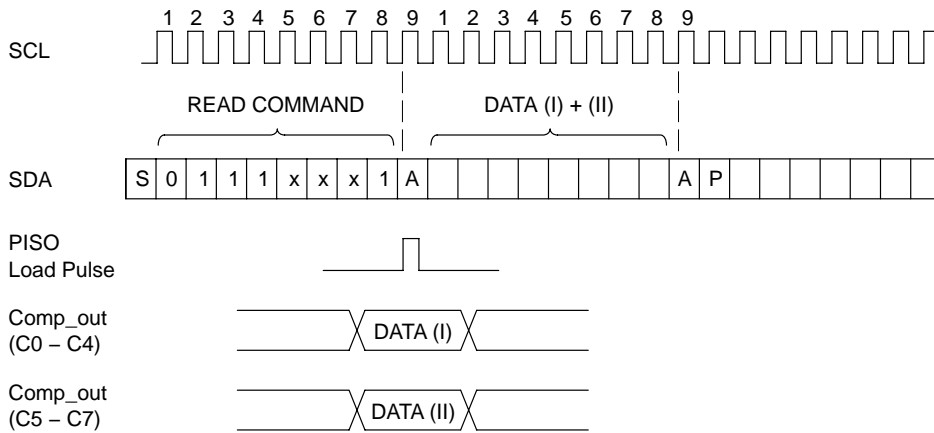 1 2 3 4 5 6 7 8 9 1 2 3 4 5 6 7 8 9
SCL
READ COMMAND DATA (I) + (II)
SDA S 0 1 1 1 x x x 1 A A P
PISO
Load Pulse
Comp_out
(C0 – C4)
DATA (I)
Comp_out
(C5 – C7)
DATA (II)